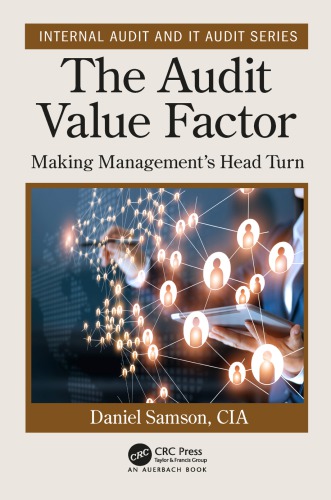 INTERNAL AUDIT AND IT AUDIT SERIES
The Audit
Value Factor
Making Management's Head Turn
Daniel Samson, CIA
CRC
CRC Press
Taylor & Francis Group
AN AUERBACH BOOK